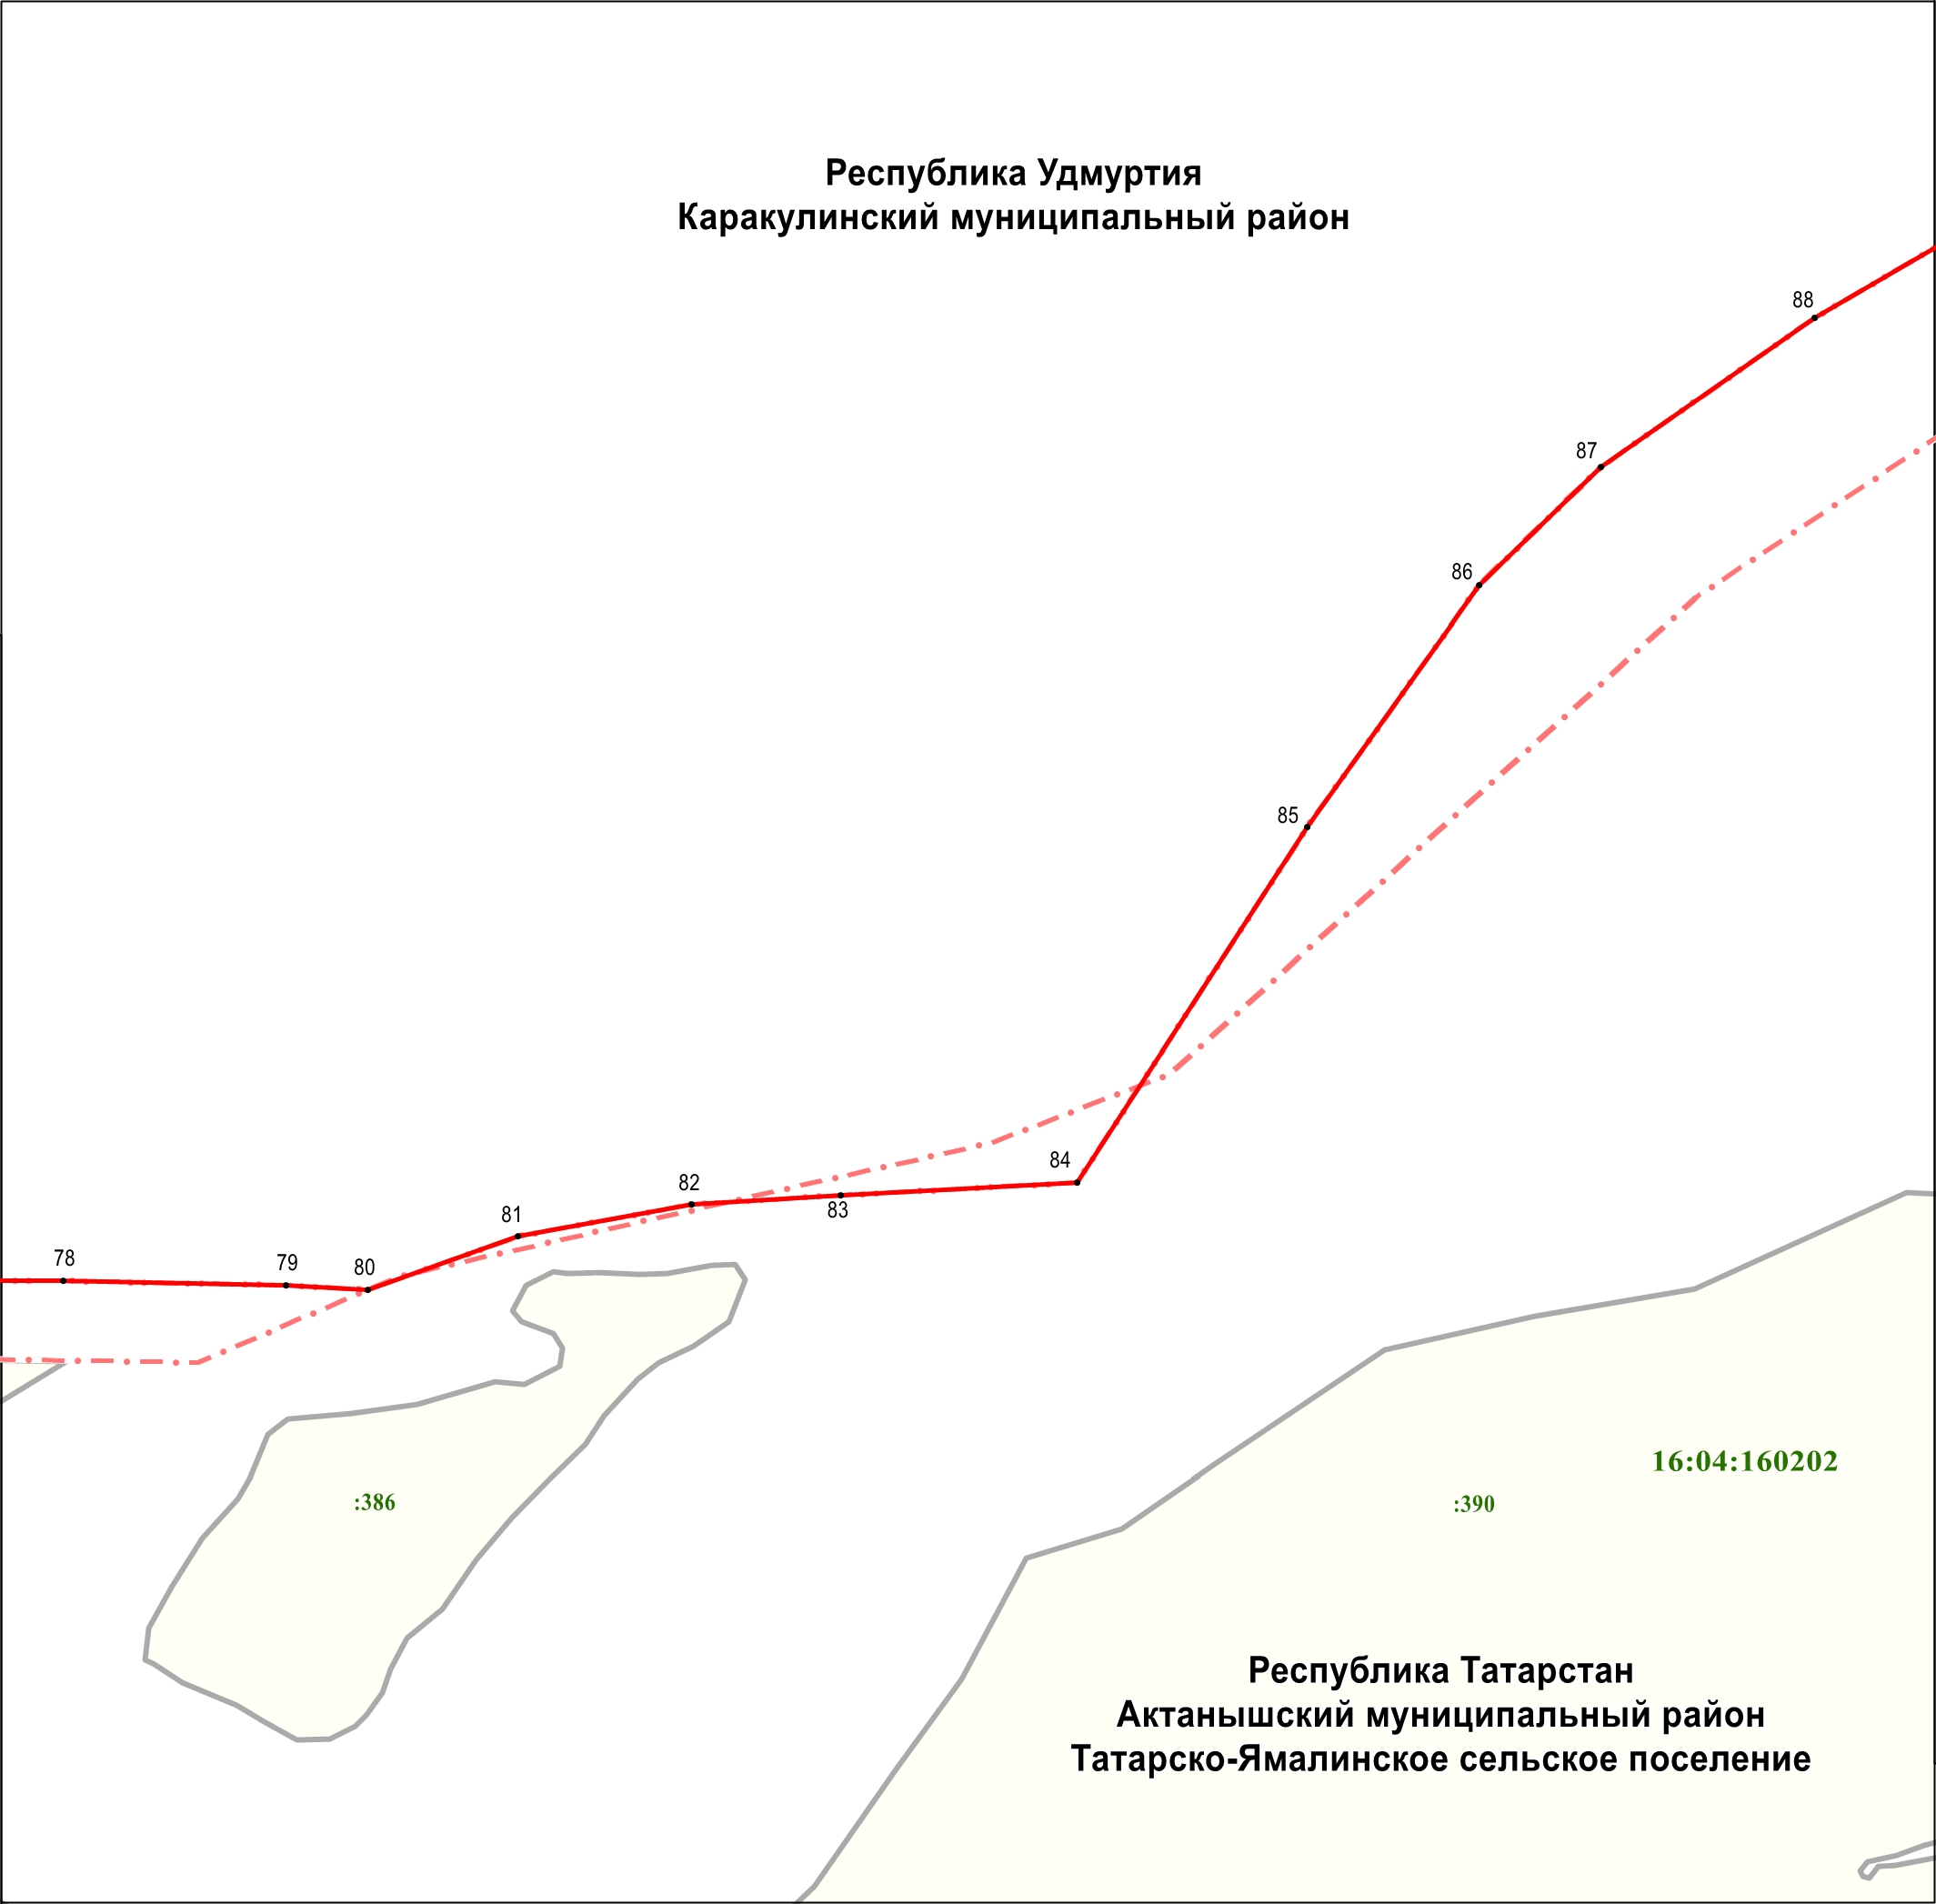 Республика Удмуртия
Каракулинский муниципальный район
88
87
86
85
84
82
83
81
78
79
80
16:04:160202
:386
:390
Республика Татарстан
Актанышский муниципальный район
Татарско-Ямалинское сельское поселение